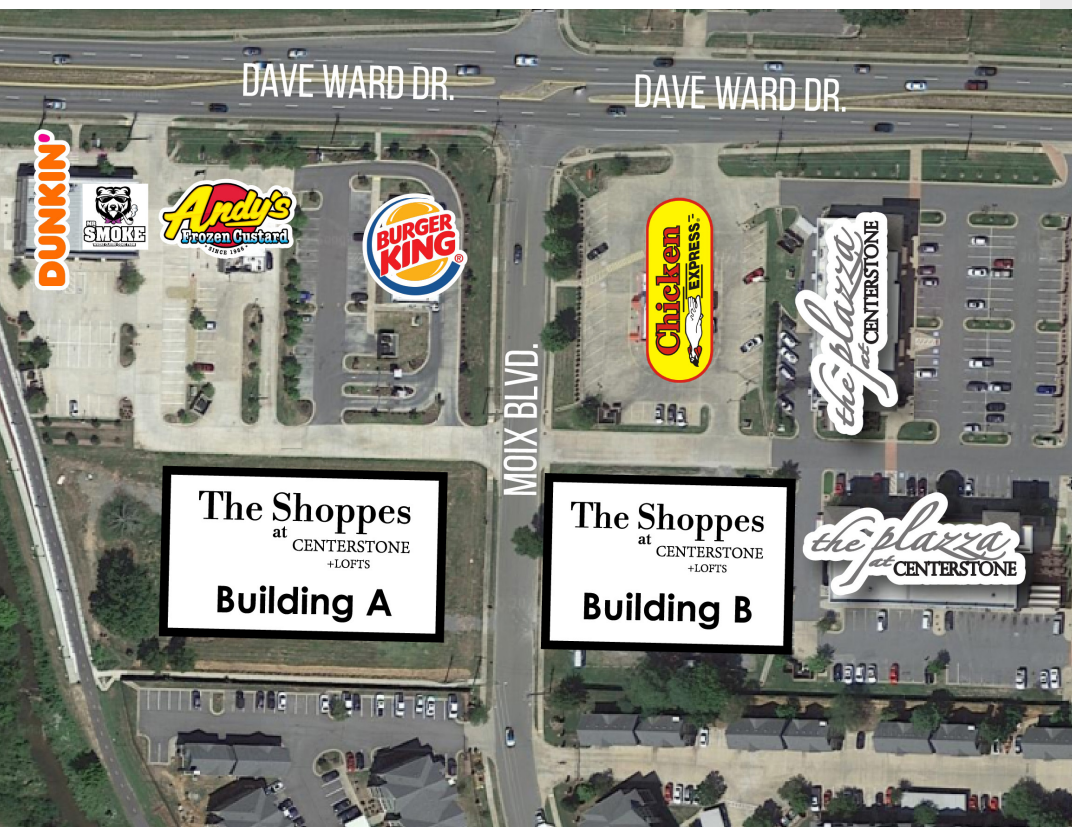 DAVE WARD DR.
DAVE WARD DR.
DUNKIN'
SMOKE
Andy's
Frozen Custard
SINCE 1986
BURGER
KING
®
Chicken
EXPRESS
the plazza
at CENTERSTONE
MOIX BLVD.
The Shoppes
at
CENTERSTONE
+LOFTS
Building A
The Shoppes
at
CENTERSTONE
+LOFTS
Building B
the plazza
at CENTERSTONE